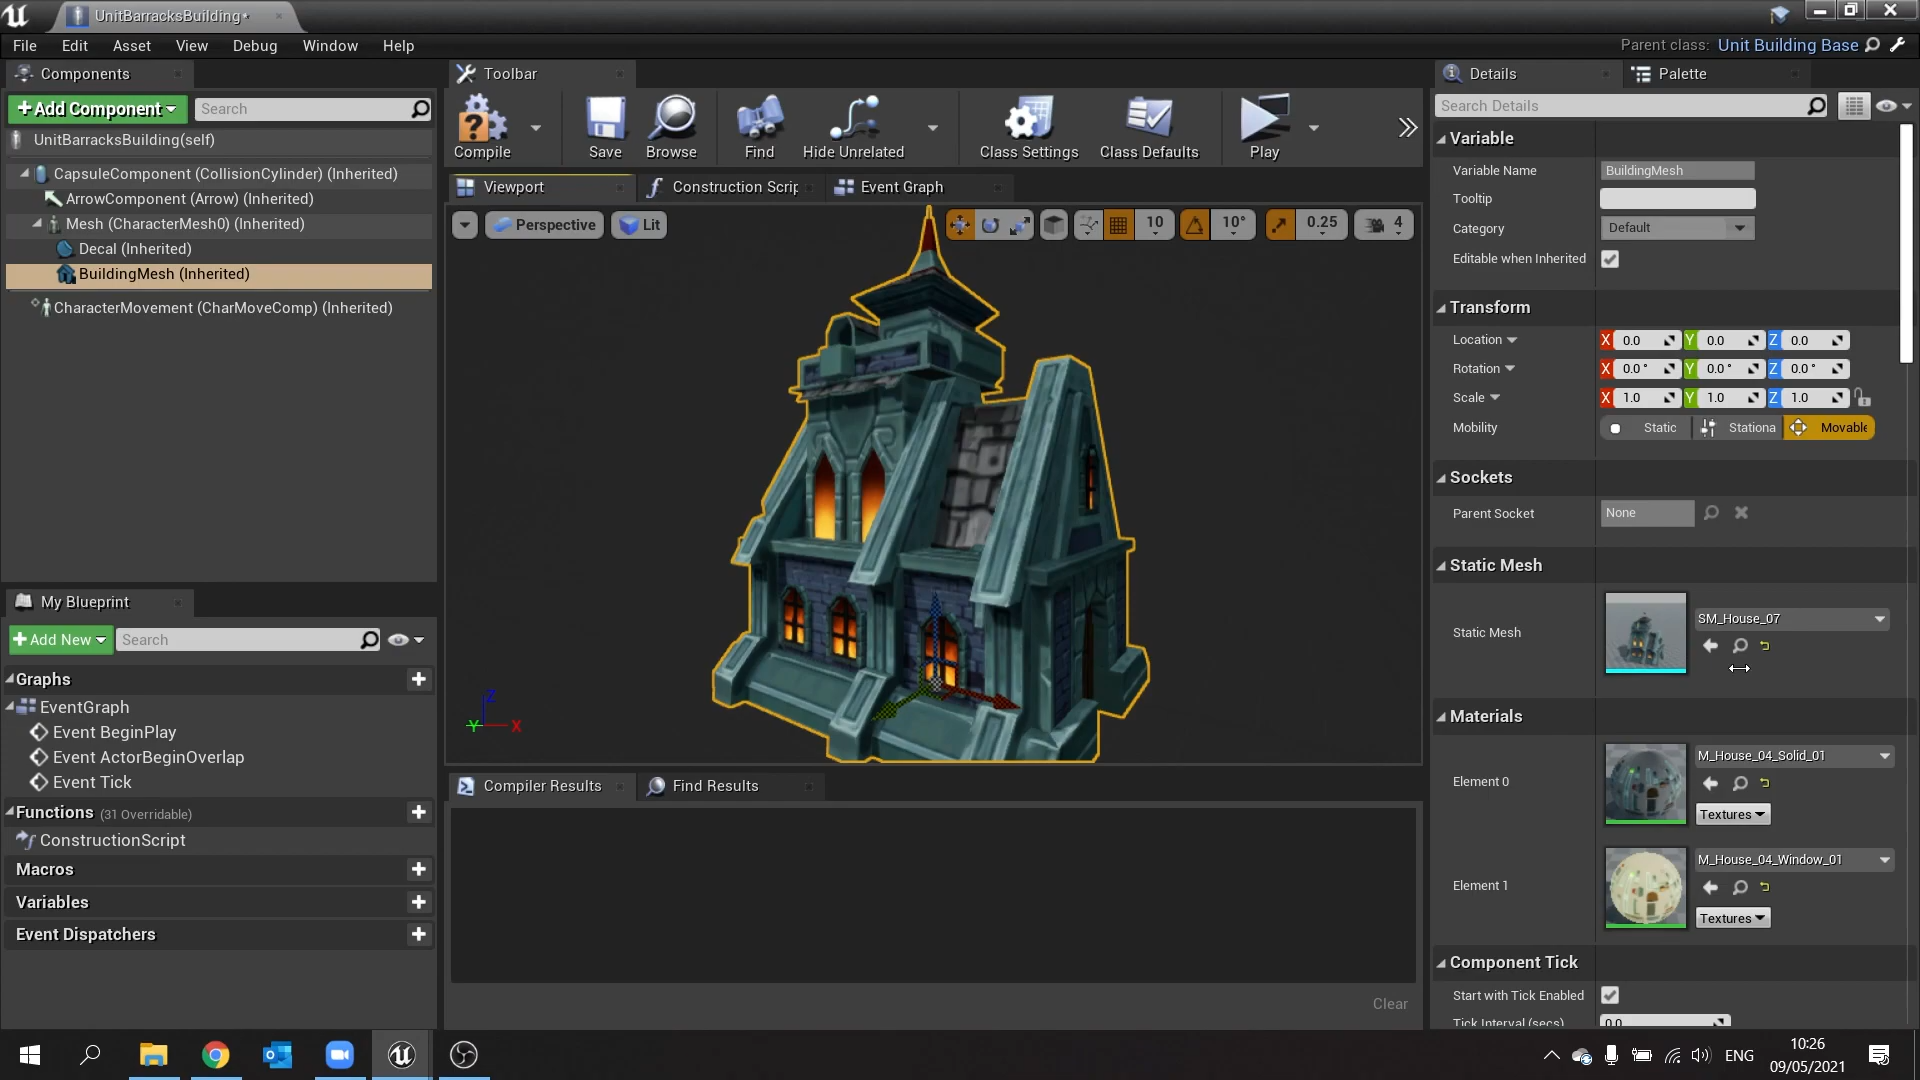 UnitBarracksBuilding*
File Edit Asset View Debug Window Help
Parent class: Unit Building Base
Components
+Add Component
Search
UnitBarracksBuilding(self)
CapsuleComponent (CollisionCylinder) (Inherited)
ArrowComponent (Arrow) (Inherited)
Mesh (CharacterMesh0) (Inherited)
Decal (Inherited)
BuildingMesh (Inherited)
CharacterMovement (CharMoveComp) (Inherited)
My Blueprint
+Add New
Search
Graphs
EventGraph
Event BeginPlay
Event ActorBeginOverlap
Event Tick
Functions (31 Overridable)
ConstructionScript
Macros
Variables
Event Dispatchers
Toolbar
Compile Save Browse Find Hide Unrelated Class Settings Class Defaults Play
Viewport Construction Scrip Event Graph
Perspective Lit 10 10° 0.25 4
Z
Y X
Compiler Results Find Results
Clear
Details Palette
Search Details
Variable
Variable Name BuildingMesh
Tooltip
Category Default
Editable when Inherited
Transform
Location X 0.0 Y 0.0 Z 0.0
Rotation X 0.0 ° Y 0.0 ° Z 0.0 °
Scale X 1.0 Y 1.0 Z 1.0
Mobility Static Stationa Movable
Sockets
Parent Socket None
Static Mesh
Static Mesh SM_House_07
Materials
Element 0 M_House_04_Solid_01
Textures
Element 1 M_House_04_Window_01
Textures
Component Tick
Start with Tick Enabled
Tick Interval (secs) 0.0
ENG
10:26
09/05/2021